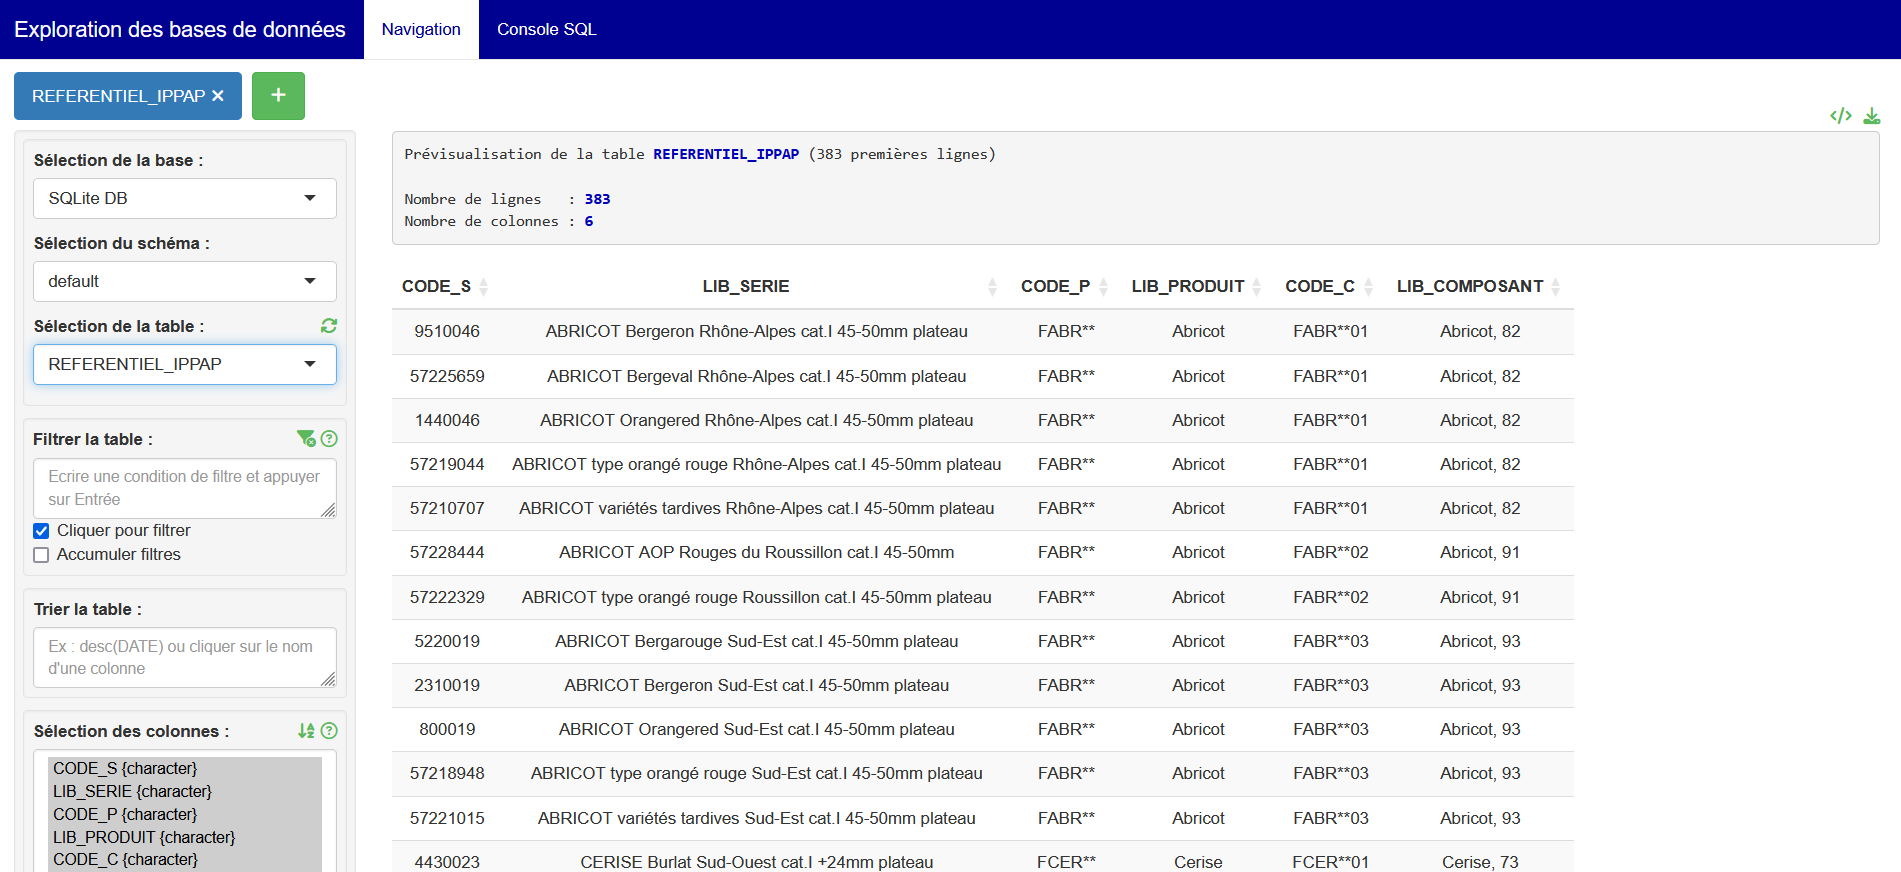 Exploration des bases de données Navigation Console SQL
REFERENTIEL_IPPAP × +
Sélection de la base :
SQLite DB
Sélection du schéma :
default
Sélection de la table :
REFERENTIEL_IPPAP
Filtrer la table :
Ecrire une condition de filtre et appuyer
sur Entrée
Cliquer pour filtrer
Accumuler filtres
Trier la table :
Ex : desc(DATE) ou cliquer sur le nom
d'une colonne
Sélection des colonnes :
CODE_S {character}
LIB_SERIE {character}
CODE_P {character}
LIB_PRODUIT {character}
CODE_C {character}
Prévisualisation de la table REFERENTIEL_IPPAP (383 premières lignes)
Nombre de lignes : 383
Nombre de colonnes : 6
CODE_S LIB_SERIE CODE_P LIB_PRODUIT CODE_C LIB_COMPOSANT
9510046 ABRICOT Bergeron Rhône-Alpes cat.I 45-50mm plateau FABR** Abricot FABR**01 Abricot, 82
57225659 ABRICOT Bergeval Rhône-Alpes cat.I 45-50mm plateau FABR** Abricot FABR**01 Abricot, 82
1440046 ABRICOT Orangered Rhône-Alpes cat.I 45-50mm plateau FABR** Abricot FABR**01 Abricot, 82
57219044 ABRICOT type orangé rouge Rhône-Alpes cat.I 45-50mm plateau FABR** Abricot FABR**01 Abricot, 82
57210707 ABRICOT variétés tardives Rhône-Alpes cat.I 45-50mm plateau FABR** Abricot FABR**01 Abricot, 82
57228444 ABRICOT AOP Rouges du Roussillon cat.I 45-50mm FABR** Abricot FABR**02 Abricot, 91
57222329 ABRICOT type orangé rouge Roussillon cat.I 45-50mm plateau FABR** Abricot FABR**02 Abricot, 91
5220019 ABRICOT Bergarouge Sud-Est cat.I 45-50mm plateau FABR** Abricot FABR**03 Abricot, 93
2310019 ABRICOT Bergeron Sud-Est cat.I 45-50mm plateau FABR** Abricot FABR**03 Abricot, 93
800019 ABRICOT Orangered Sud-Est cat.I 45-50mm plateau FABR** Abricot FABR**03 Abricot, 93
57218948 ABRICOT type orangé rouge Sud-Est cat.I 45-50mm plateau FABR** Abricot FABR**03 Abricot, 93
57221015 ABRICOT variétés tardives Sud-Est cat.I 45-50mm plateau FABR** Abricot FABR**03 Abricot, 93
4430023 CERISE Burlat Sud-Ouest cat.I +24mm plateau FCER** Cerise FCER**01 Cerise, 73